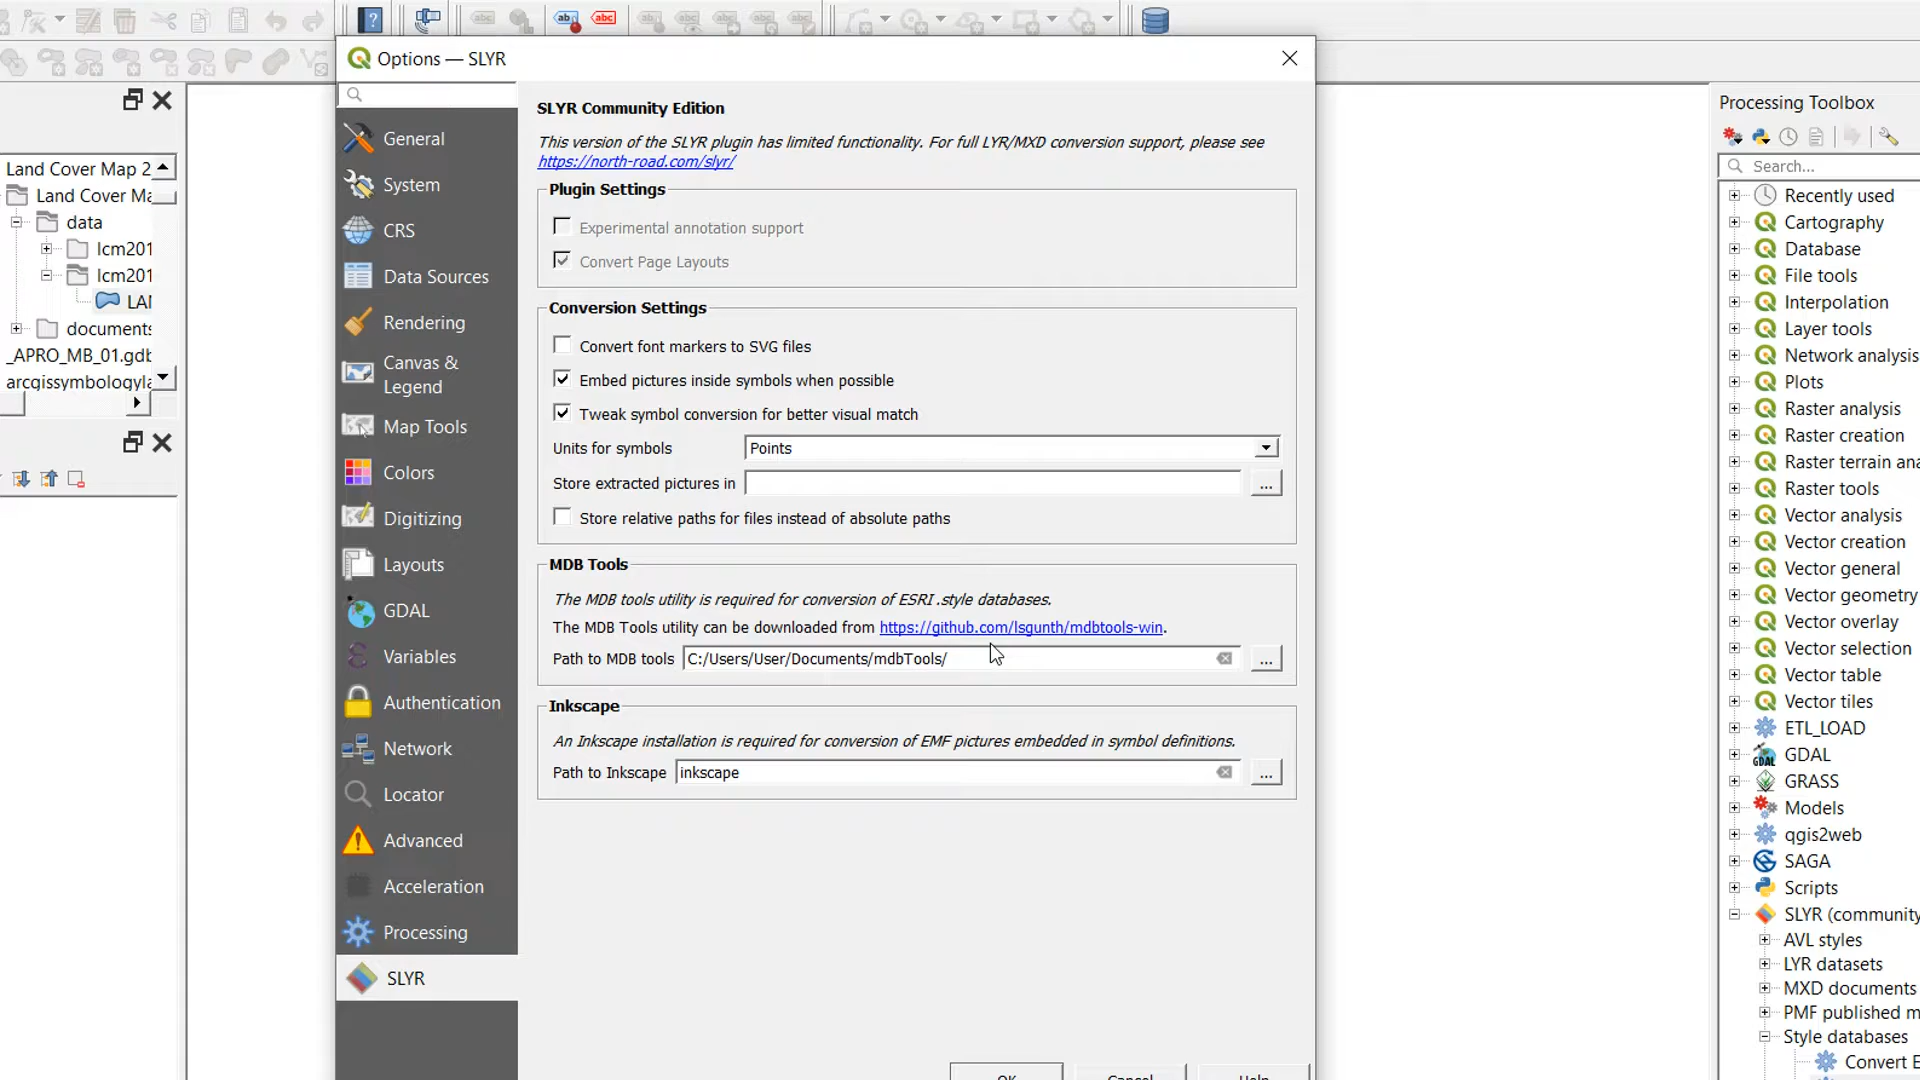 Options — SLYR
Land Cover Map 2
Land Cover Ma
data
lcm201
lcm201
LAN
documents
_APRO_MB_01.gdb
arcgissymbologyla
General
System
CRS
Data Sources
Rendering
Canvas &
Legend
Map Tools
Colors
Digitizing
Layouts
GDAL
Variables
Authentication
Network
Locator
Advanced
Acceleration
Processing
SLYR
SLYR Community Edition
This version of the SLYR plugin has limited functionality. For full LYR/MXD conversion support, please see
https://north-road.com/slyr/
Plugin Settings
Experimental annotation support
Convert Page Layouts
Conversion Settings
Convert font markers to SVG files
Embed pictures inside symbols when possible
Tweak symbol conversion for better visual match
Units for symbols Points
Store extracted pictures in ...
Store relative paths for files instead of absolute paths
MDB Tools
The MDB tools utility is required for conversion of ESRI .style databases.
The MDB Tools utility can be downloaded from https://github.com/lsgunth/mdbtools-win.
Path to MDB tools C:/Users/User/Documents/mdbTools/ ...
Inkscape
An Inkscape installation is required for conversion of EMF pictures embedded in symbol definitions.
Path to Inkscape inkscape ...
OK Cancel Help
Processing Toolbox
Search...
Recently used
Cartography
Database
File tools
Interpolation
Layer tools
Network analysis
Plots
Raster analysis
Raster creation
Raster terrain ana
Raster tools
Vector analysis
Vector creation
Vector general
Vector geometry
Vector overlay
Vector selection
Vector table
Vector tiles
ETL_LOAD
GDAL
GRASS
Models
qgis2web
SAGA
Scripts
SLYR (community
AVL styles
LYR datasets
MXD documents
PMF published m
Style databases
Convert E